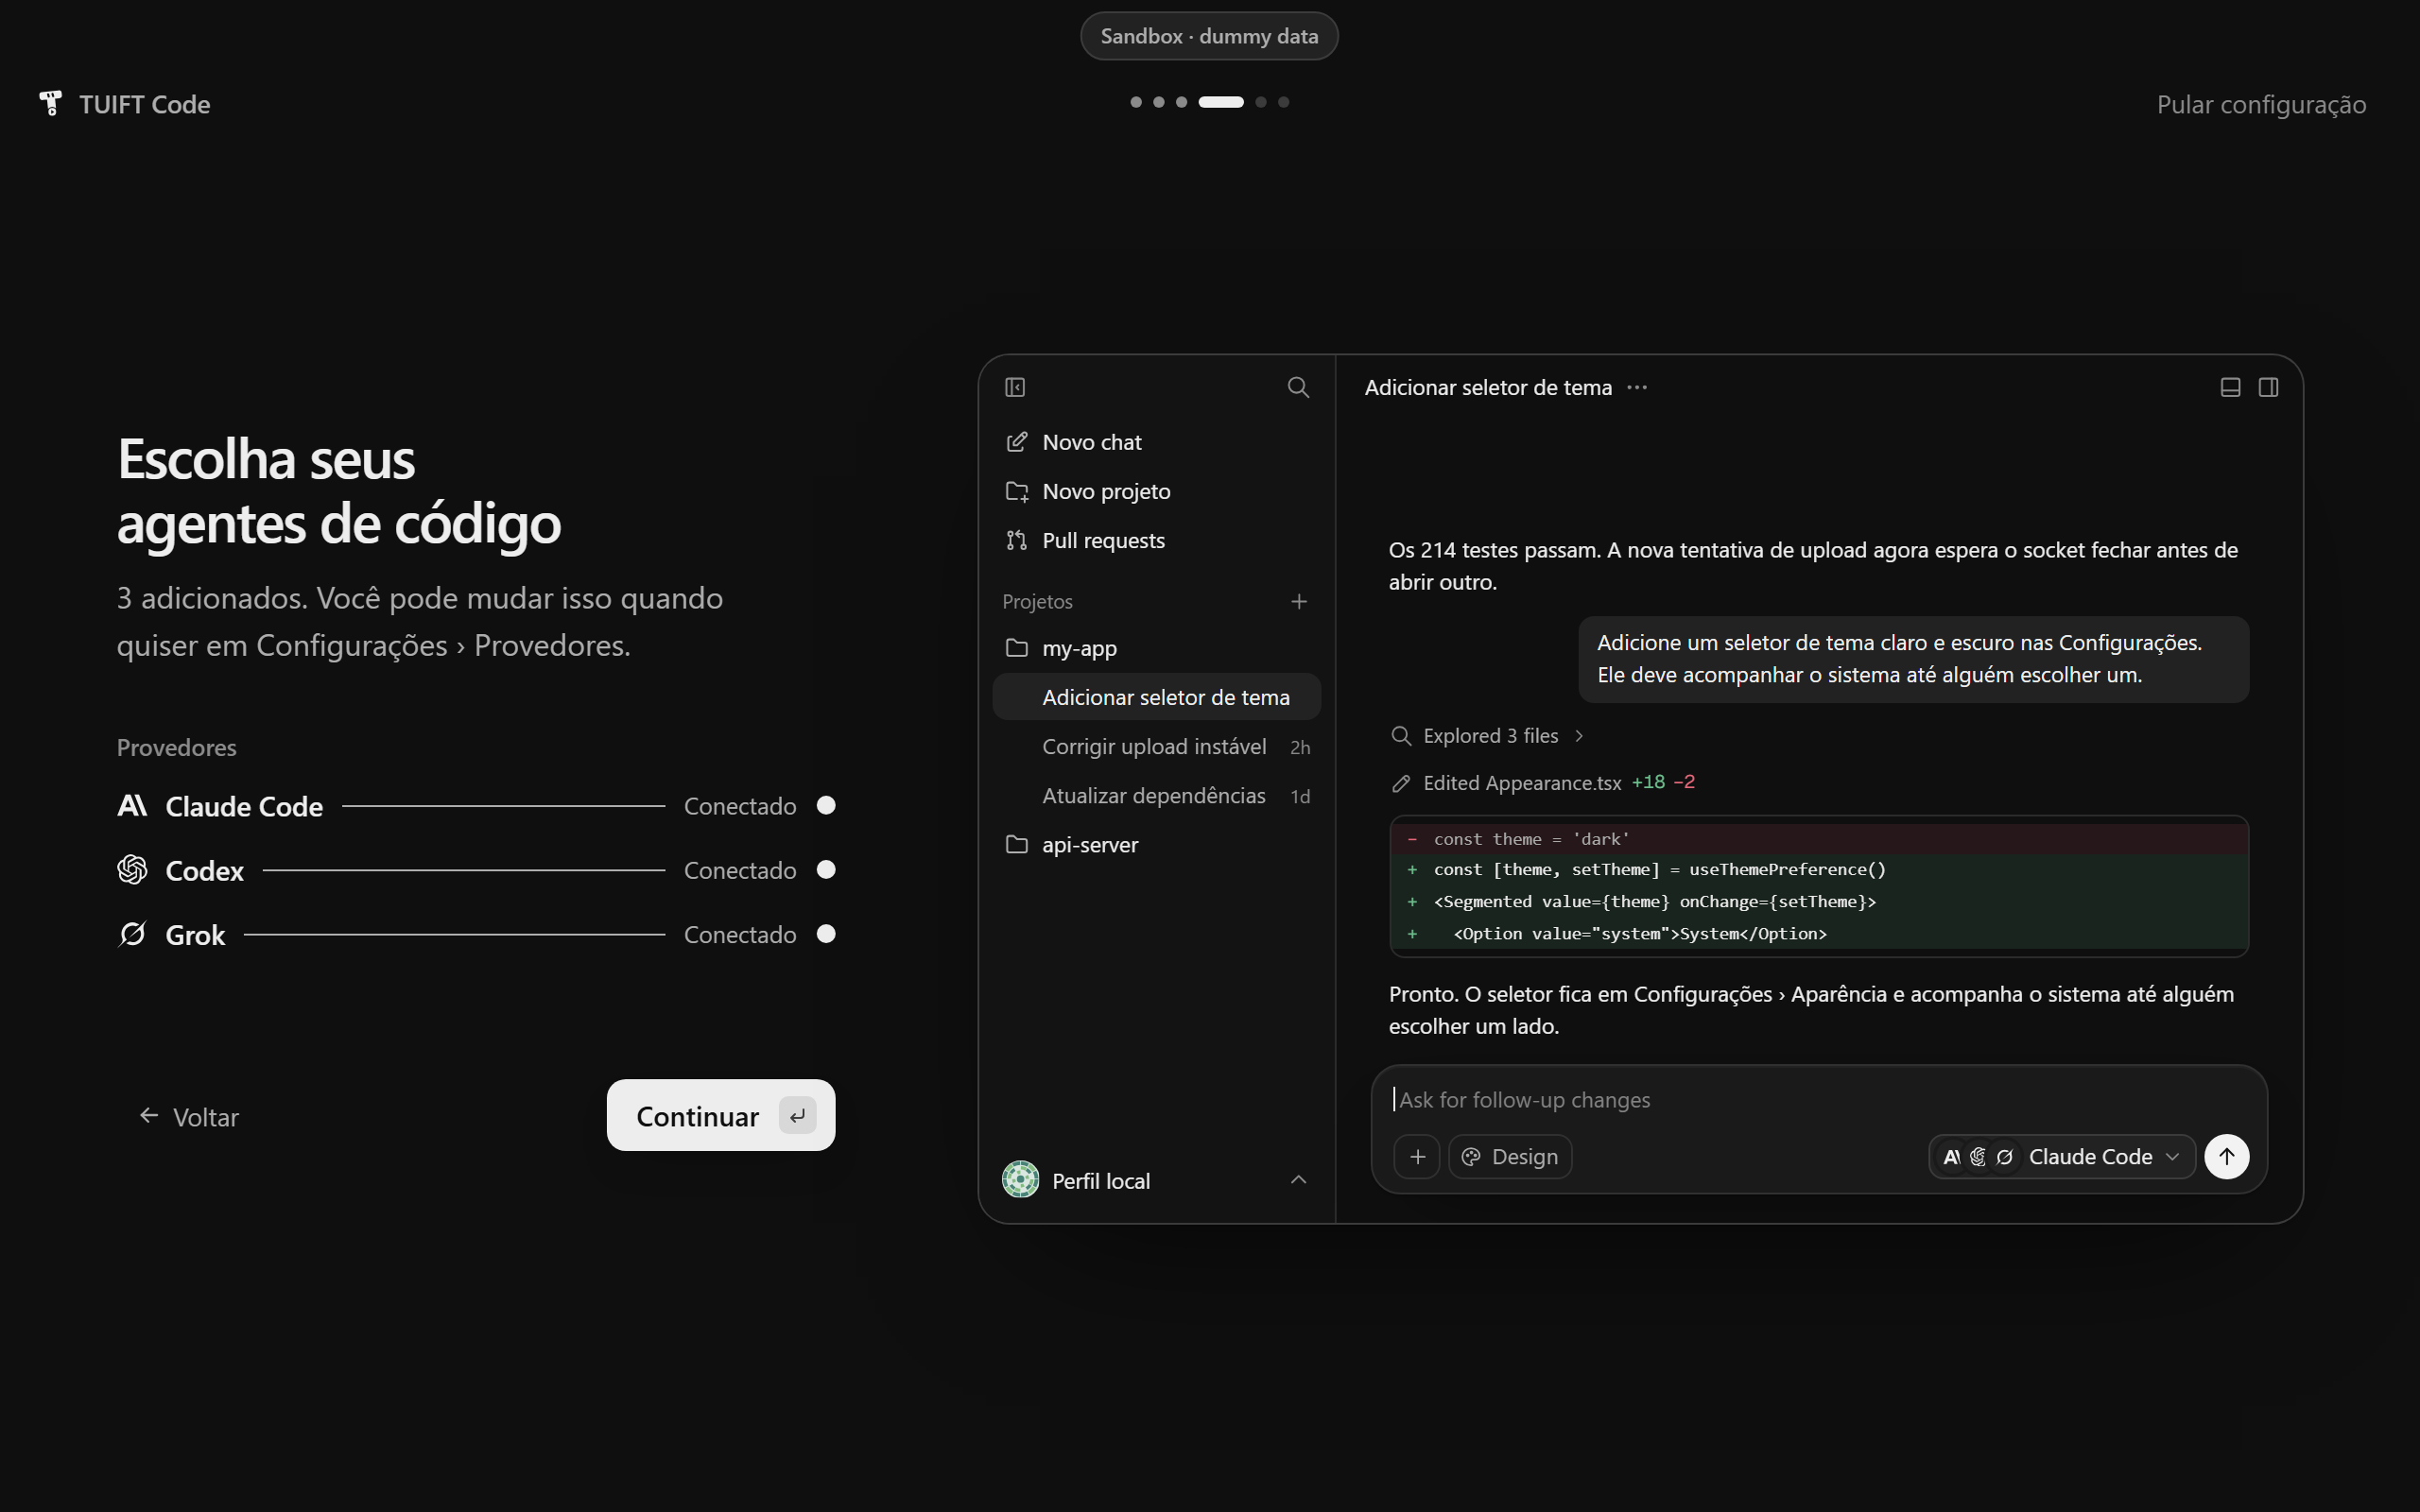 Sandbox · dummy data
TUIFT Code
Pular configuração
Escolha seus
agentes de código
3 adicionados. Você pode mudar isso quando
quiser em Configurações › Provedores.
Provedores
Claude Code
Conectado
Codex
Conectado
Grok
Conectado
Voltar
Continuar
Novo chat
Novo projeto
Pull requests
Projetos
my-app
Adicionar seletor de tema
Corrigir upload instável 2h
Atualizar dependências 1d
api-server
Perfil local
Adicionar seletor de tema
Os 214 testes passam. A nova tentativa de upload agora espera o socket fechar antes de
abrir outro.
Adicione um seletor de tema claro e escuro nas Configurações.
Ele deve acompanhar o sistema até alguém escolher um.
Explored 3 files
Edited Appearance.tsx +18 −2
− const theme = 'dark'
+ const [theme, setTheme] = useThemePreference()
+ <Segmented value={theme} onChange={setTheme}>
+ <Option value="system">System</Option>
Pronto. O seletor fica em Configurações › Aparência e acompanha o sistema até alguém
escolher um lado.
Ask for follow-up changes
Design
Claude Code